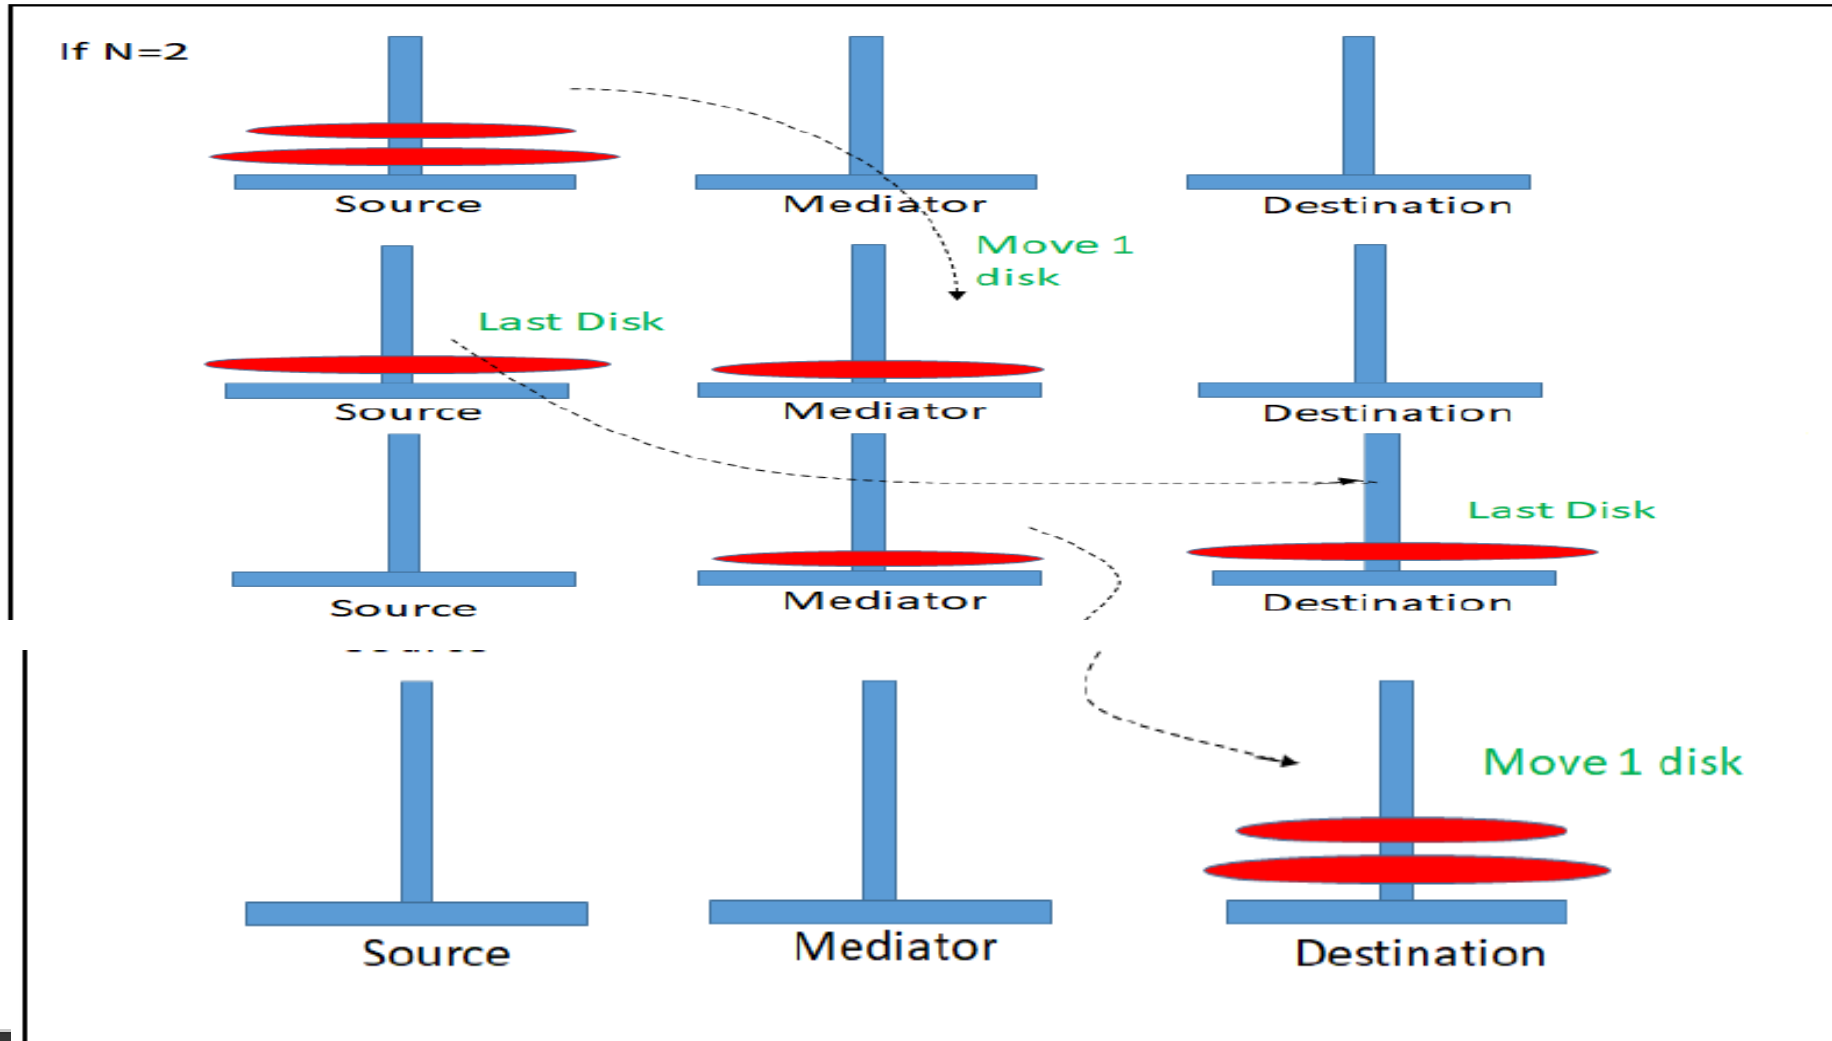 If N=2
Source
Mediator
Destination
Move 1
disk
Last Disk
Source
Mediator
Destination
Last Disk
Source
Mediator
Destination
Move 1 disk
Source
Mediator
Destination